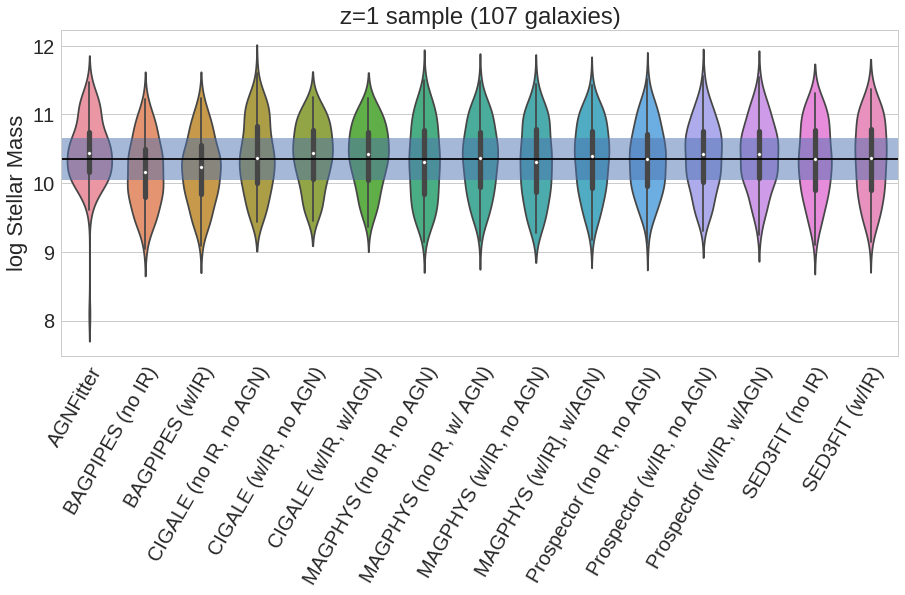 z=1 sample (107 galaxies)
log Stellar Mass
12
11
10
9
8
AGNFitter
BAGPIPES (no IR)
BAGPIPES (w/IR)
CIGALE (no IR, no AGN)
CIGALE (w/IR, no AGN)
CIGALE (w/IR, w/AGN)
MAGPHYS (no IR, no AGN)
MAGPHYS (no IR, w/ AGN)
MAGPHYS (w/IR, no AGN)
MAGPHYS (w/IR], w/AGN)
Prospector (no IR, no AGN)
Prospector (w/IR, no AGN)
Prospector (w/IR, w/AGN)
SED3FIT (no IR)
SED3FIT (w/IR)